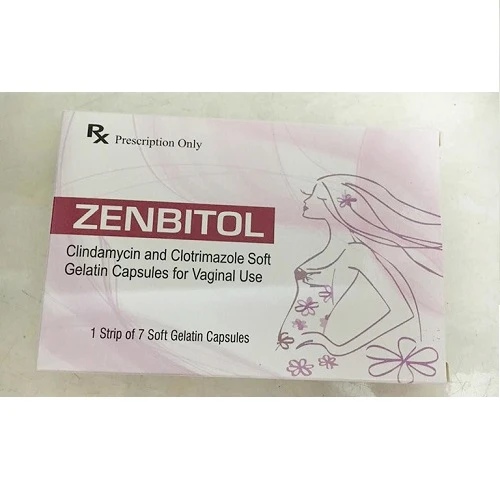 Rx Prescription Only
ZENBITOL
Clindamycin and Clotrimazole Soft
Gelatin Capsules for Vaginal Use
1 Strip of 7 Soft Gelatin Capsules